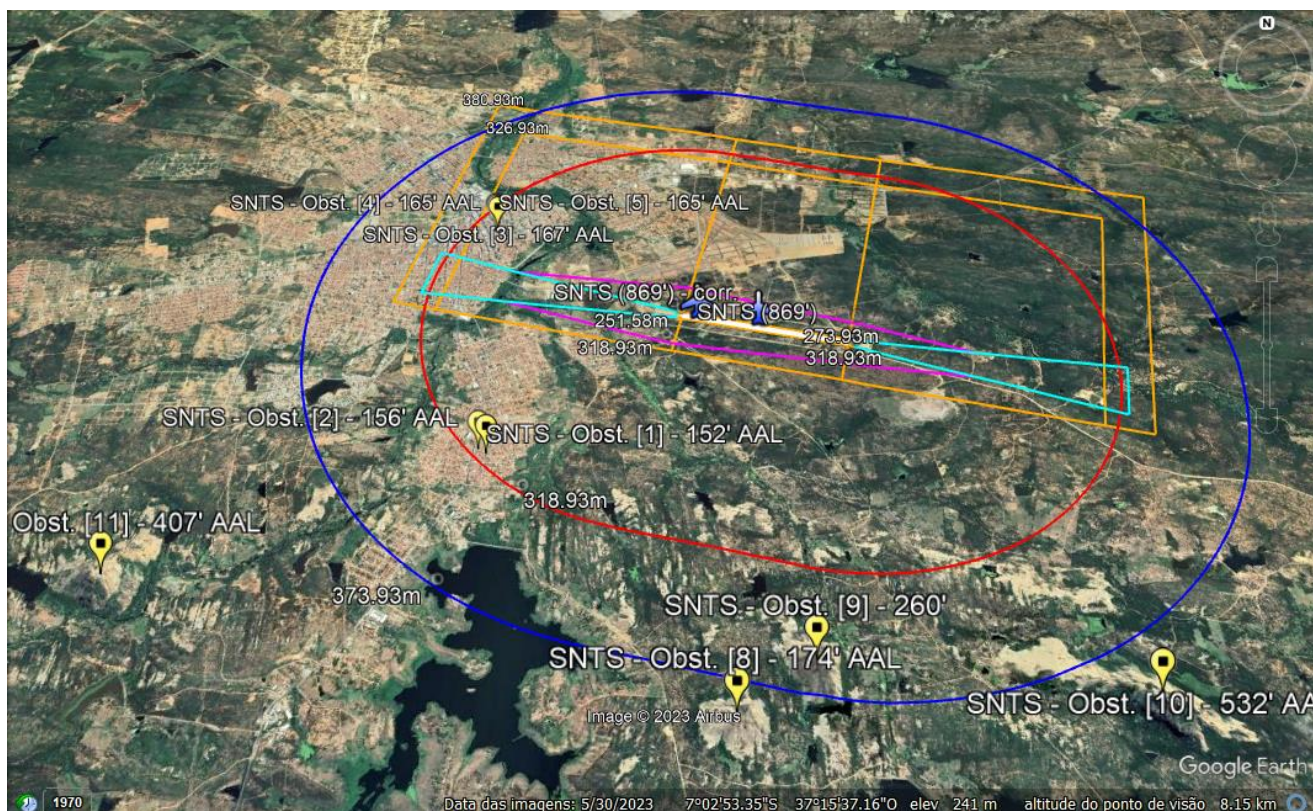 N
380.93m
326.93m
SNTS - Obst. [4] - 165' AAL
SNTS - Obst. [5] - 165' AAL
SNTS - Obst. [3] - 167' AAL
SNTS (869') - corr.
SNTS (869')
251.58m
273.93m
318.93m
318.93m
SNTS - Obst. [2] - 156' AAL
SNTS - Obst. [1] - 152' AAL
318.93m
Obst. [11] - 407' AAL
373.93m
SNTS - Obst. [9] - 260'
SNTS - Obst. [8] - 174' AAL
SNTS - Obst. [10] - 532' AA
Image © 2023 Airbus
Google Earth
1970
Data das imagens: 5/30/2023 7°02'53.35"S 37°15'37.16"O elev 241 m altitude do ponto de visão 8.15 km